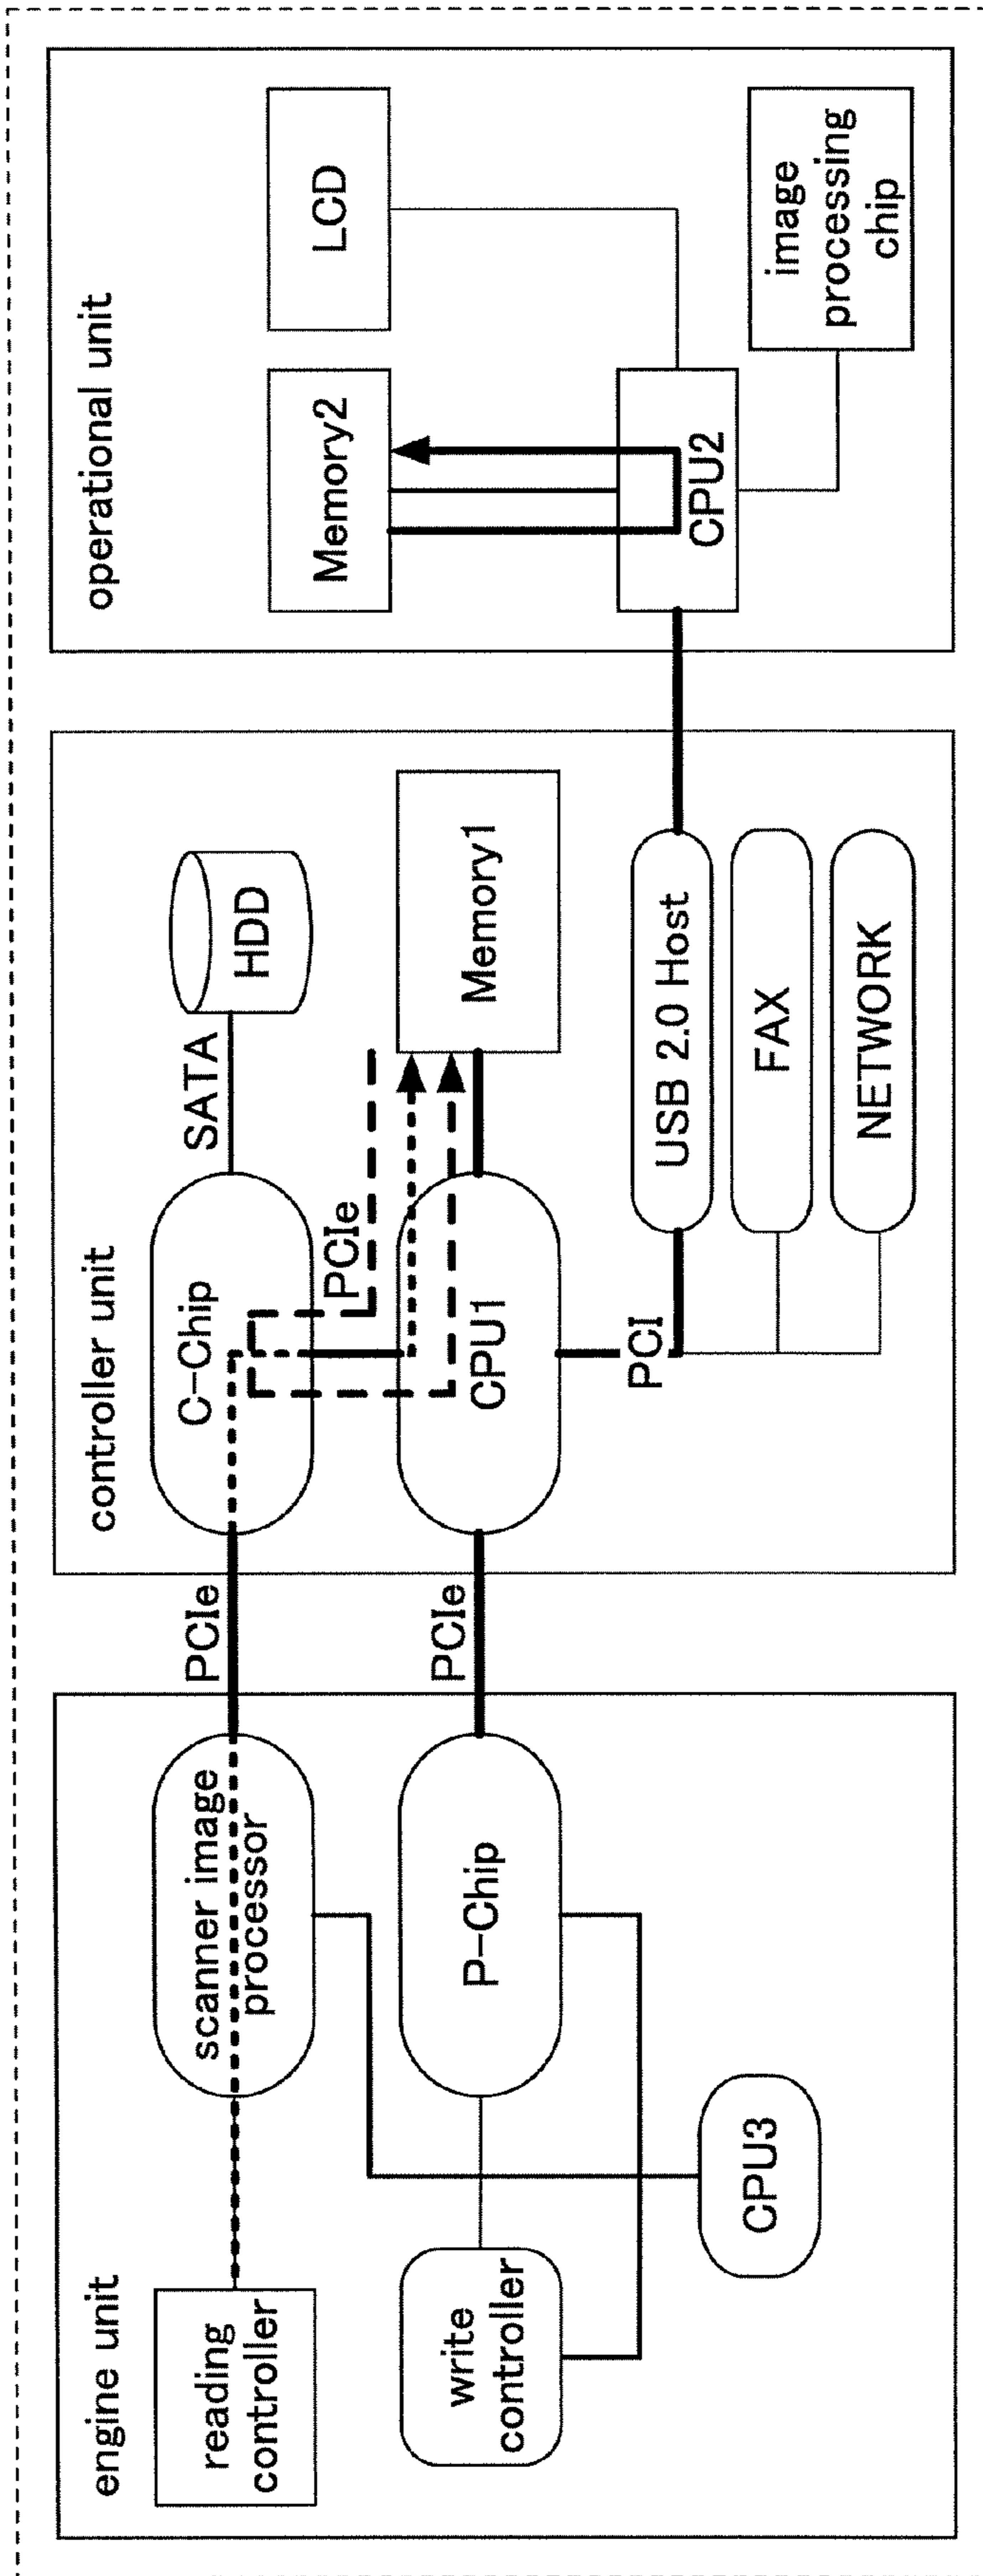 engine unit
reading
controller
scanner image
processor
write
controller
P-Chip
CPU3
PCIe
PCIe
controller unit
C-Chip
SATA
HDD
PCIe
CPU1
Memory1
PCI
USB 2.0 Host
FAX
NETWORK
operational unit
Memory2
LCD
CPU2
image
processing
chip